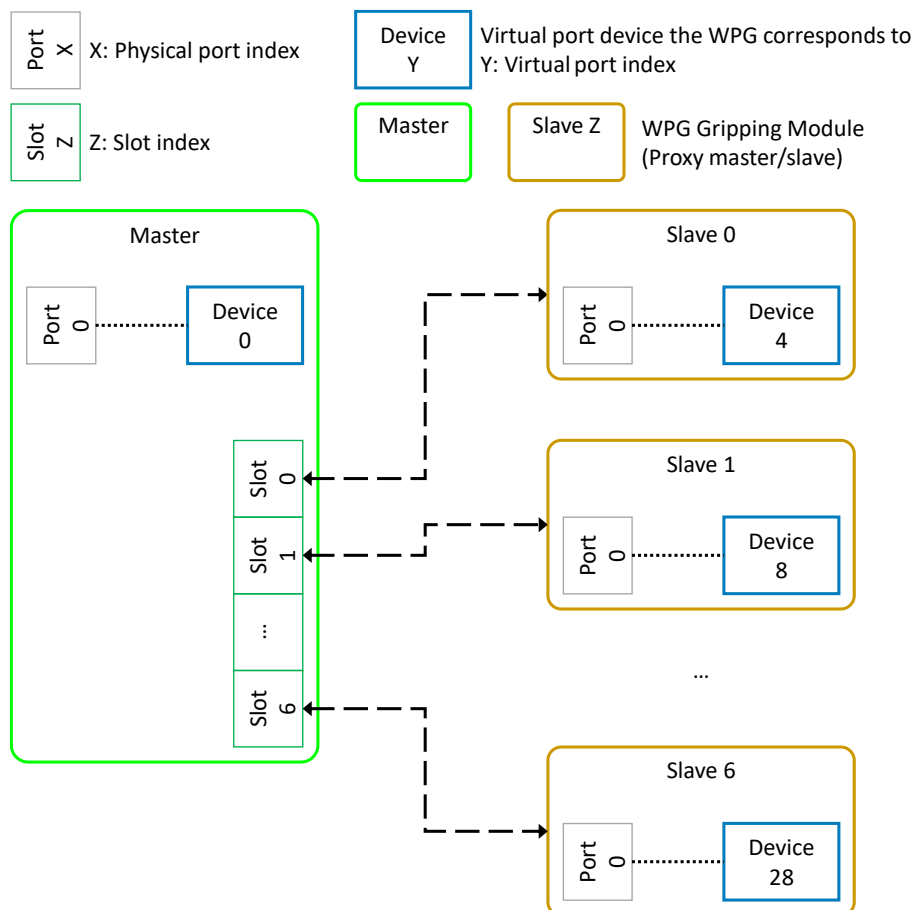 Port
X
X: Physical port index
Device
Y
Virtual port device the WPG corresponds to
Y: Virtual port index
Slot
Z
Z: Slot index
Master
Slave Z
WPG Gripping Module
(Proxy master/slave)
Master
Port
0
Device
0
Slot
0
Slot
1
...
Slot
6
Slave 0
Port
0
Device
4
Slave 1
Port
0
Device
8
...
Slave 6
Port
0
Device
28